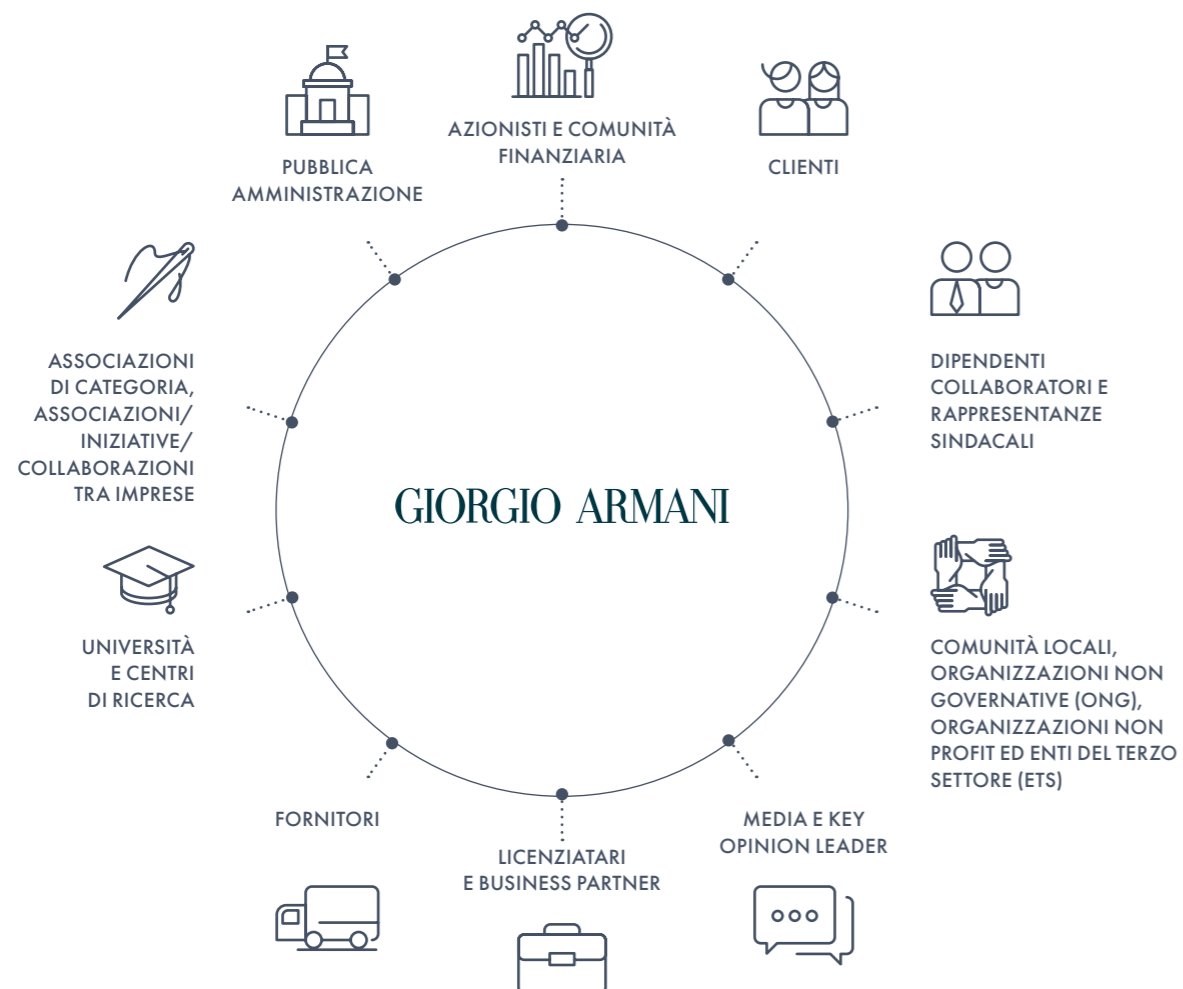 AZIONISTI E COMUNITÀ
FINANZIARIA
CLIENTI
DIPENDENTI
COLLABORATORI E
RAPPRESENTANZE
SINDACALI
COMUNITÀ LOCALI,
ORGANIZZAZIONI NON
GOVERNATIVE (ONG),
ORGANIZZAZIONI NON
PROFIT ED ENTI DEL TERZO
SETTORE (ETS)
MEDIA E KEY
OPINION LEADER
LICENZIATARI
E BUSINESS PARTNER
FORNITORI
UNIVERSITÀ
E CENTRI
DI RICERCA
ASSOCIAZIONI
DI CATEGORIA,
ASSOCIAZIONI/
INIZIATIVE/
COLLABORAZIONI
TRA IMPRESE
PUBBLICA
AMMINISTRAZIONE
GIORGIO ARMANI